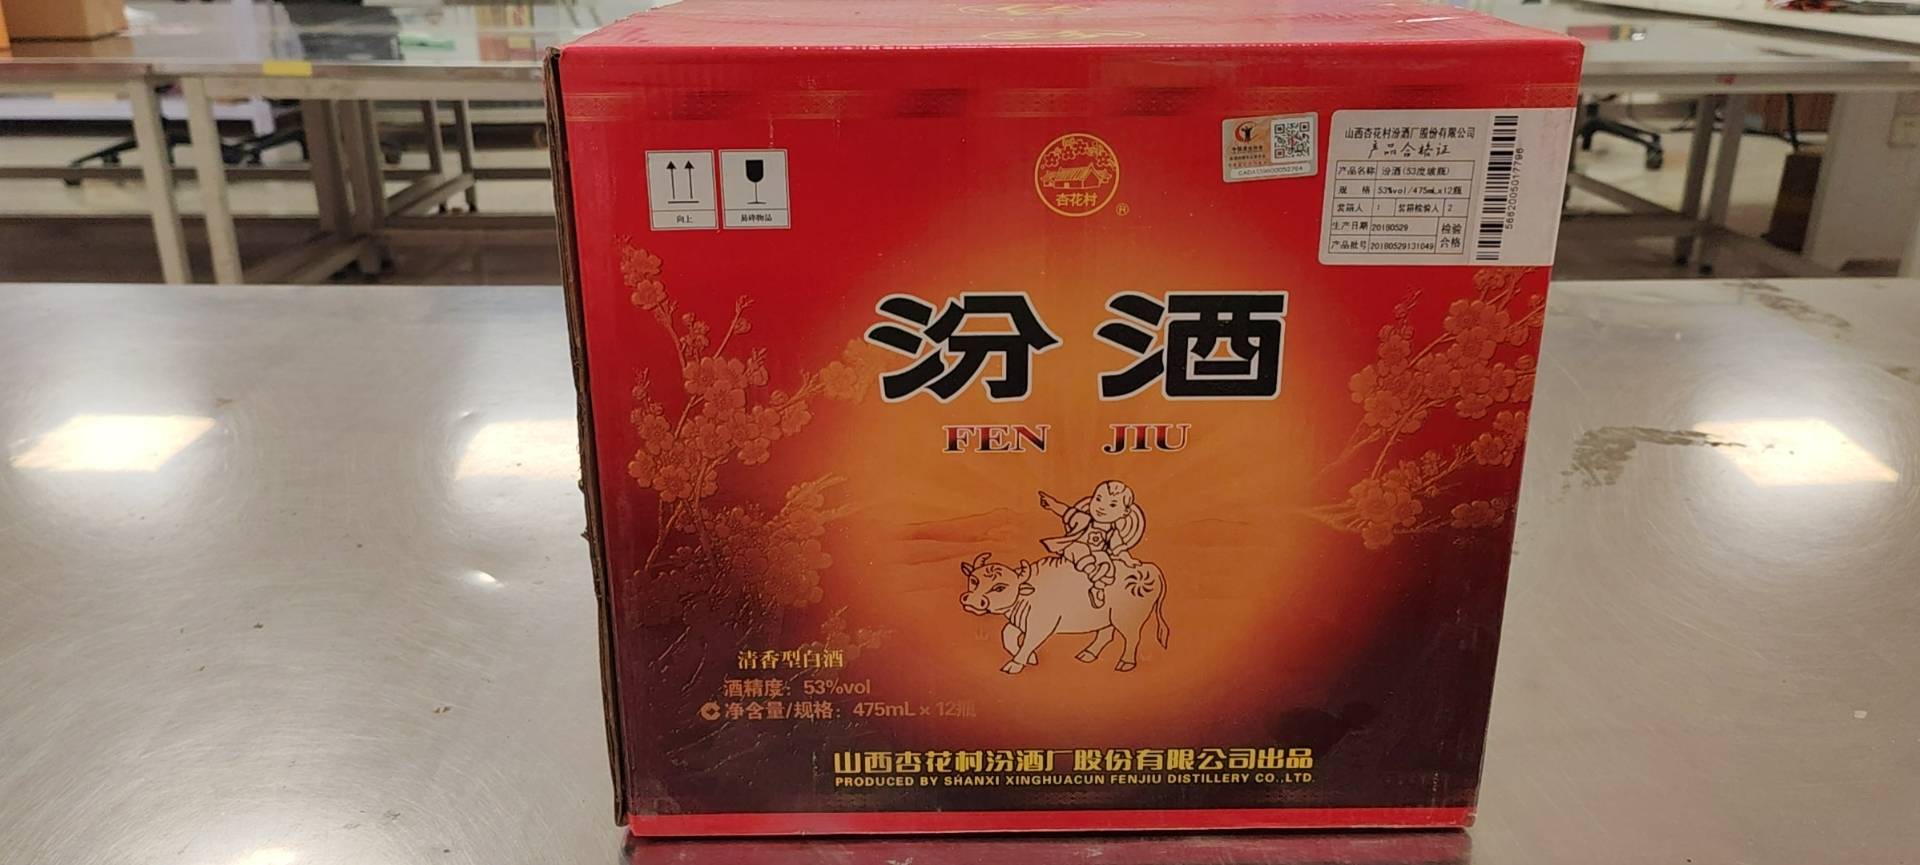 杏花村
®
向上
易碎物品
山西杏花村汾酒厂股份有限公司
产品合格证
产品名称 汾酒(53度玻瓶)
规 格 53%vol/475mLx12瓶
装箱人 1 装箱检验人 2
生产日期 20180529 检验
产品批号 20180529131049 合格
汾酒
FEN JIU
清香型白酒
酒精度：53%vol
净含量/规格：475mL×12瓶
山西杏花村汾酒厂股份有限公司出品
PRODUCED BY SHANXI XINGHUACUN FENJIU DISTILLERY CO.,LTD.